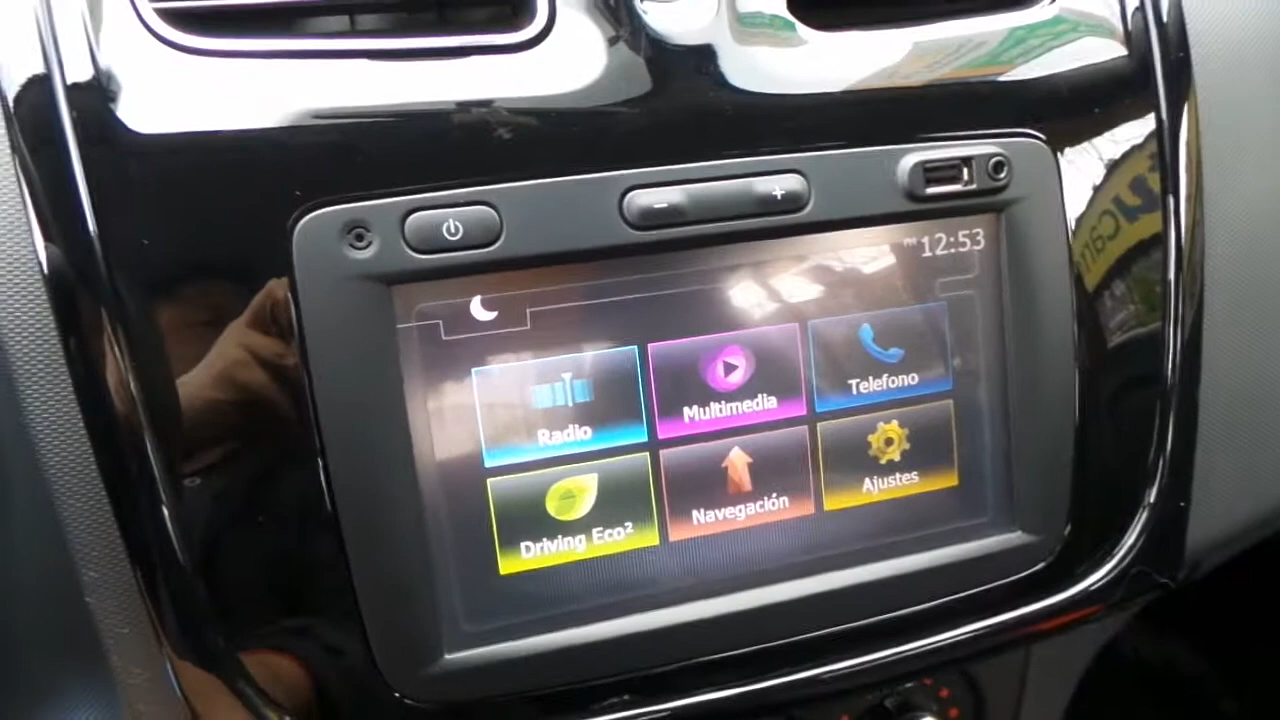 − +
12:53
Radio
Multimedia
Telefono
Driving Eco²
Navegación
Ajustes